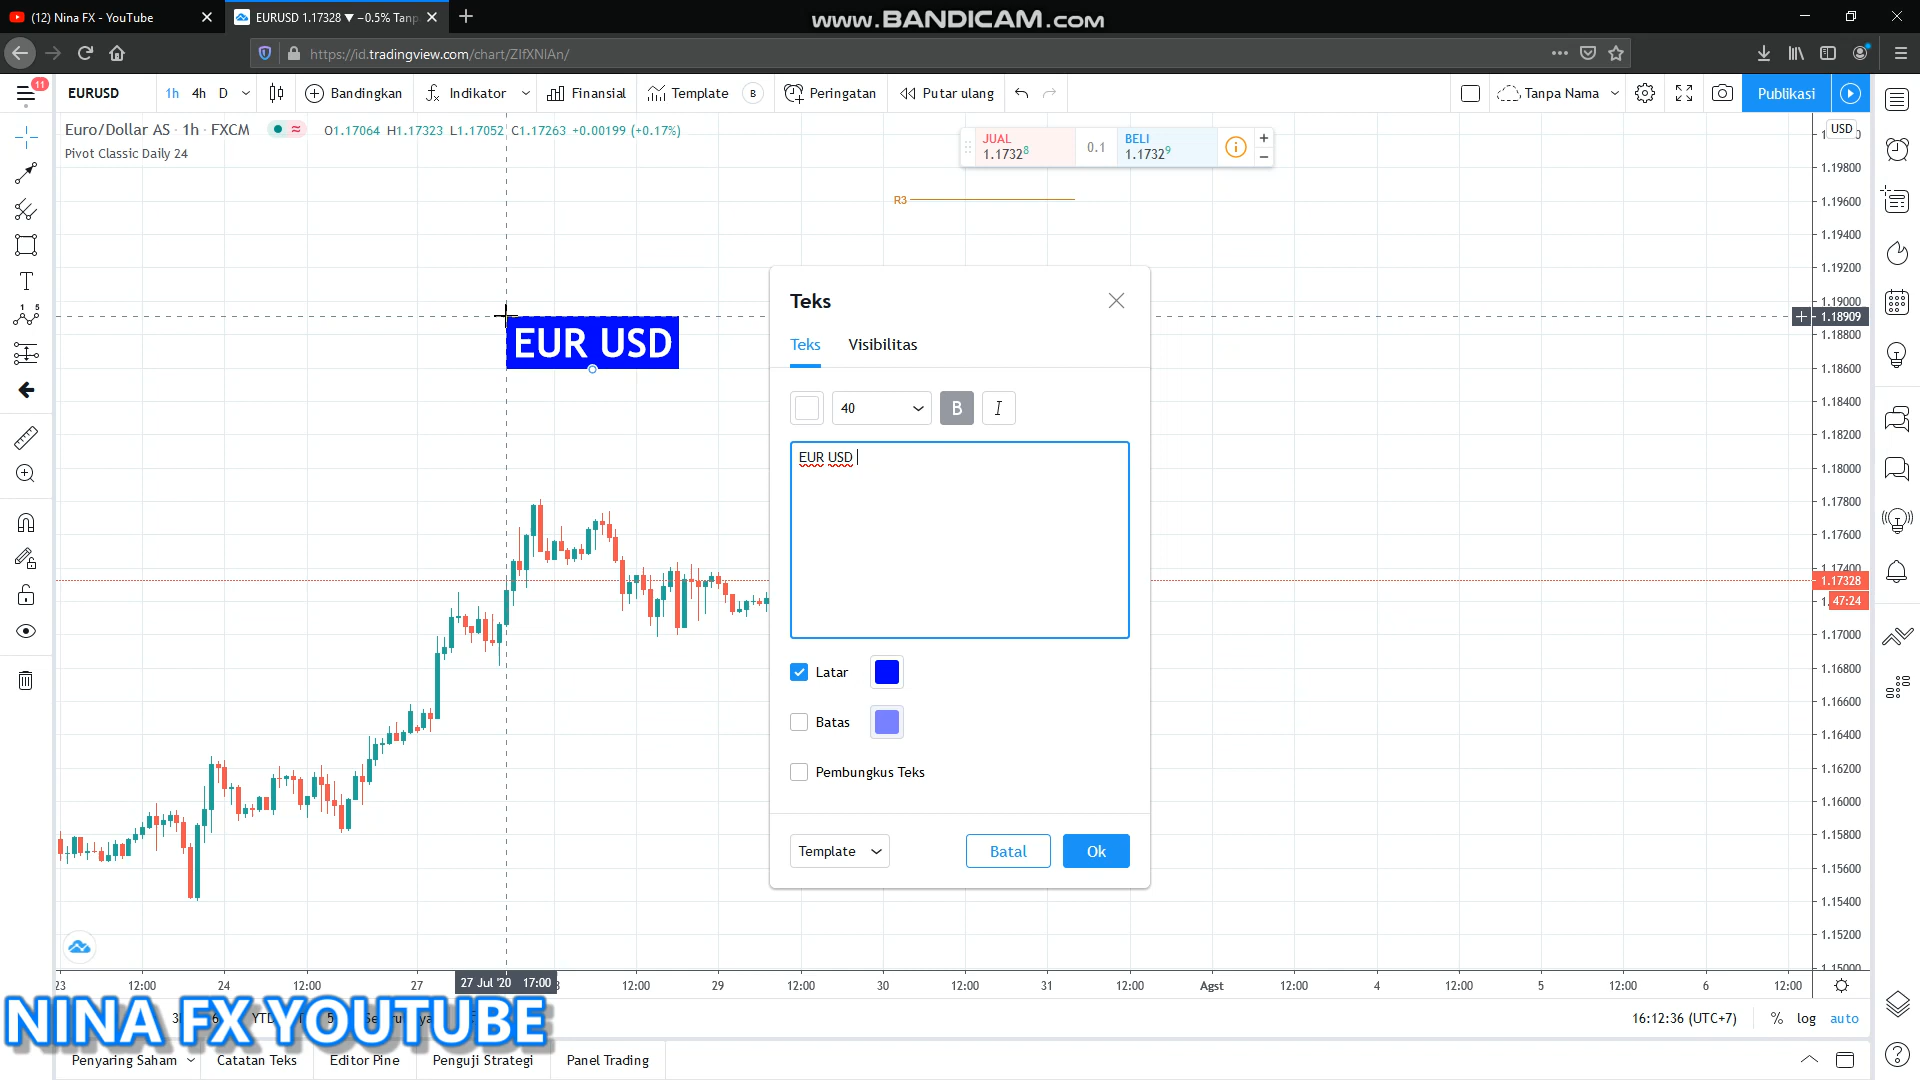 (12) Nina FX - YouTube
EURUSD 1.17328 ▼ −0.5% Tanp
www.BANDICAM.com
https://id.tradingview.com/chart/ZIfXNlAn/
11
EURUSD
1h
4h
D
Bandingkan
Indikator
Finansial
Template
B
Peringatan
Putar ulang
Tanpa Nama
Publikasi
Euro/Dollar AS · 1h · FXCM
O1.17064 H1.17323 L1.17052 C1.17263 +0.00199 (+0.17%)
Pivot Classic Daily 24
JUAL
1.17328
0.1
BELI
1.17329
USD
R3
1.19800
1.19600
1.19400
1.19200
1.19000
1.18909
1.18800
1.18600
1.18400
1.18200
1.18000
1.17800
1.17600
1.17400
1.17328
47:24
1.17000
1.16800
1.16600
1.16400
1.16200
1.16000
1.15800
1.15600
1.15400
1.15200
1.15000
EUR USD
Teks
Teks
Visibilitas
40
B
I
EUR USD
Latar
Batas
Pembungkus Teks
Template
Batal
Ok
23
12:00
24
12:00
27
27 Jul '20 17:00
12:00
29
12:00
30
12:00
31
12:00
Agst
12:00
4
12:00
5
12:00
6
12:00
NINA FX YOUTUBE
16:12:36 (UTC+7)
%
log
auto
Penyaring Saham
Catatan Teks
Editor Pine
Penguji Strategi
Panel Trading